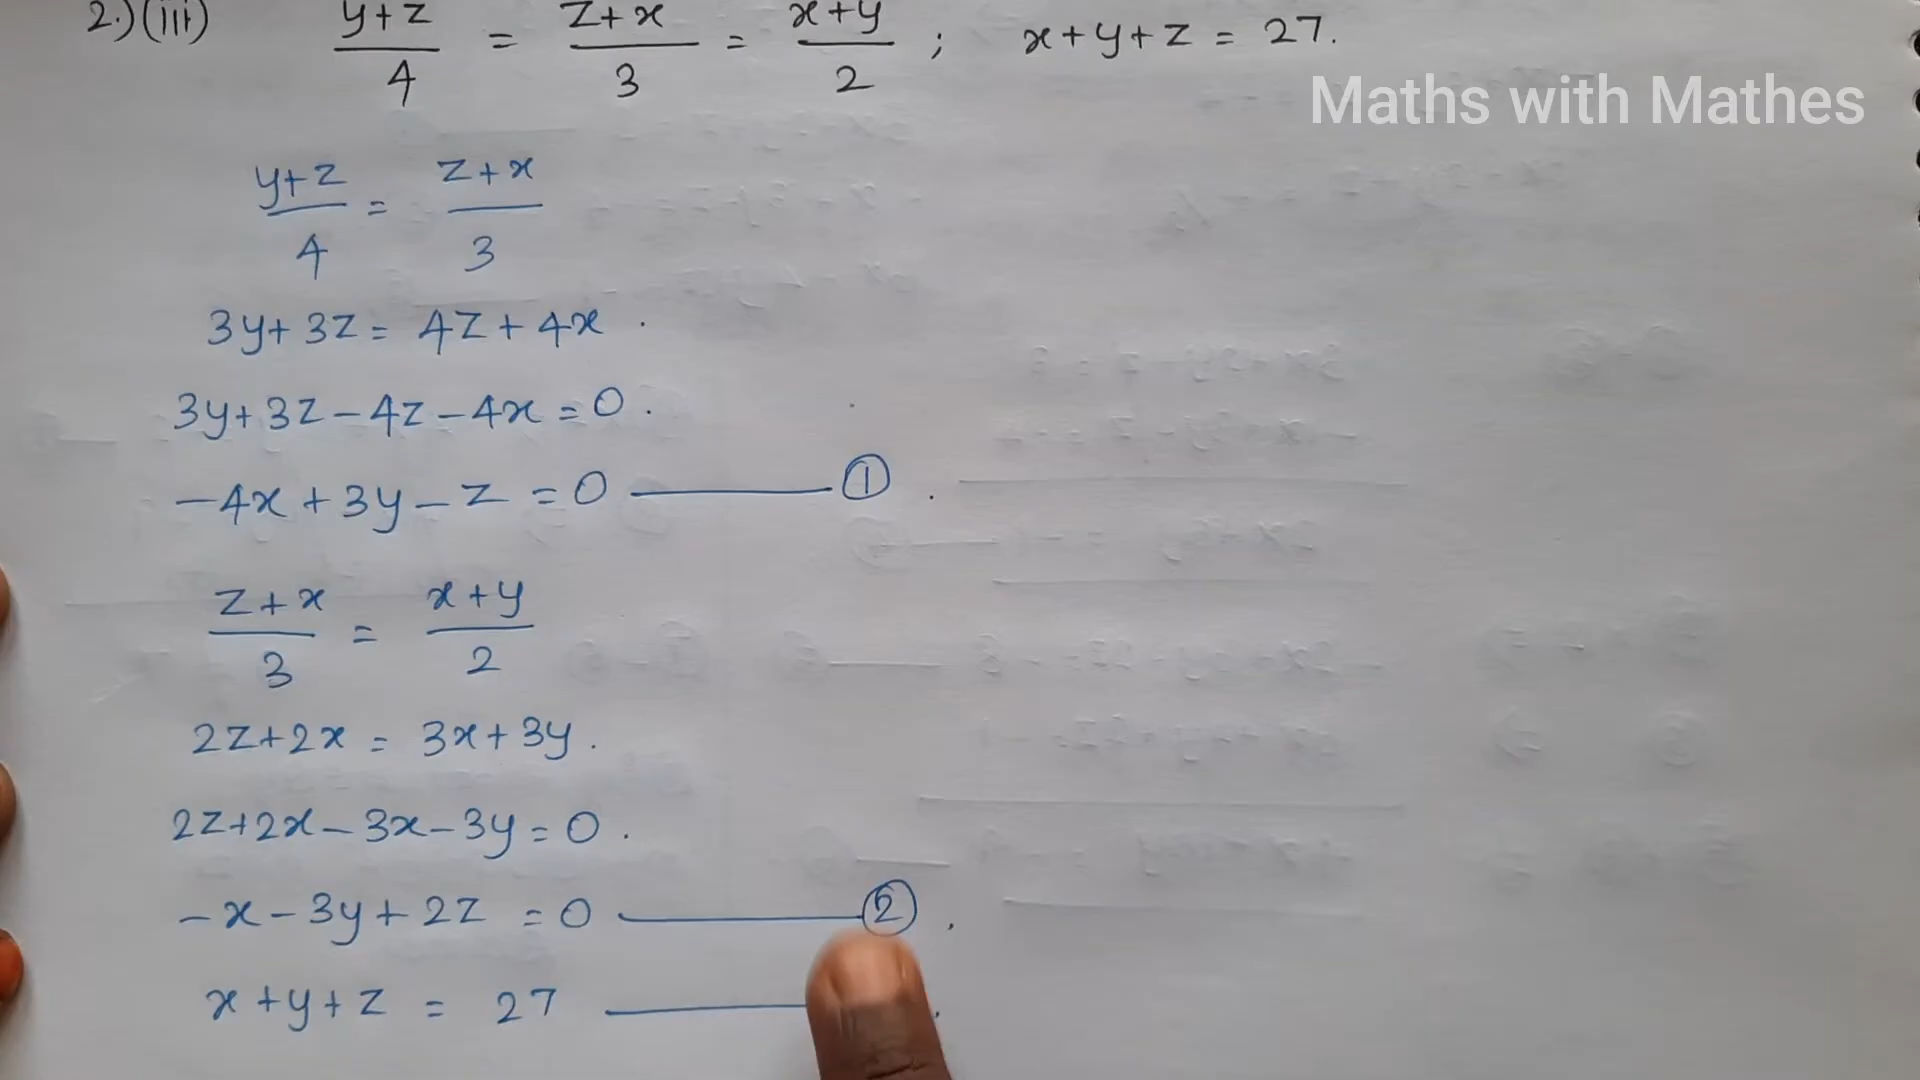 2.)(iii) y+z/4 = z+x/3 = x+y/2 ; x+y+z = 27.
Maths with Mathes
y+z/4 = z+x/3
3y+3z = 4z+4x .
3y+3z-4z-4x=0 .
-4x+3y-z =0 ——— ① .
z+x/3 = x+y/2
2z+2x = 3x+3y .
2z+2x-3x-3y=0 .
-x-3y+2z =0 ——— ② .
x+y+z = 27 ———